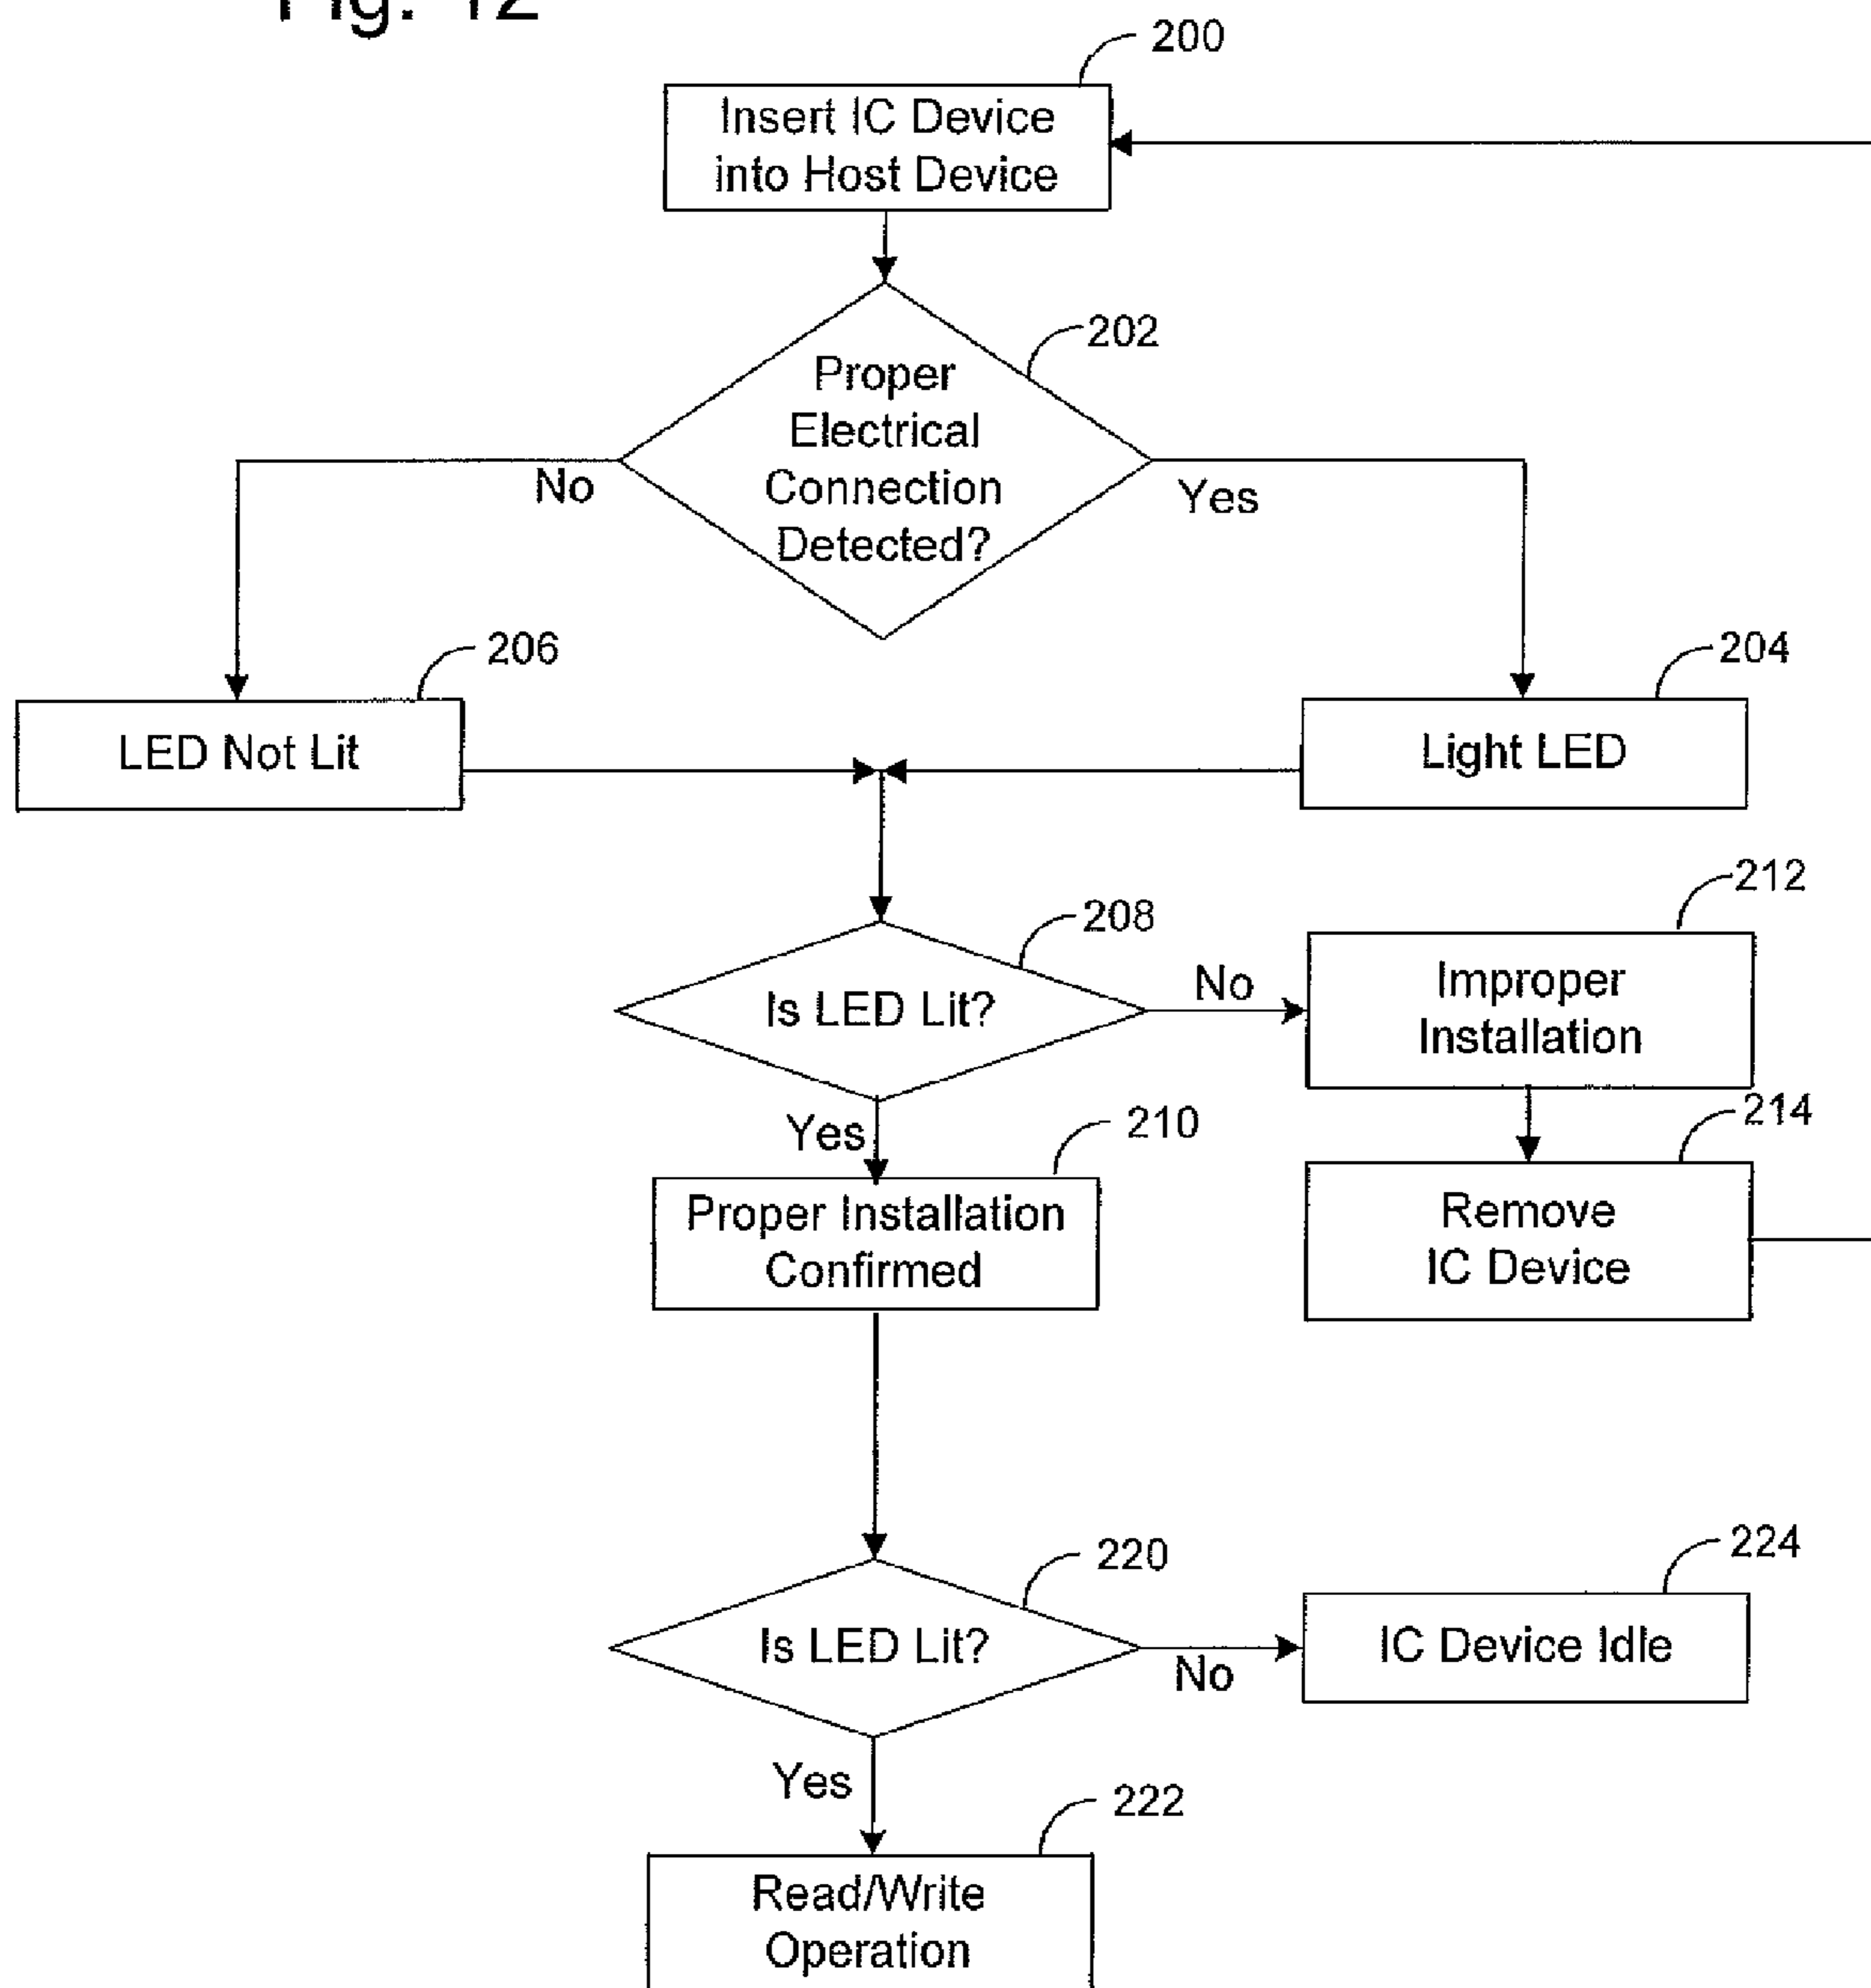 Fig. 12
200
Insert IC Device
into Host Device
202
Proper
Electrical
Connection
Detected?
No
Yes
206
204
LED Not Lit
Light LED
208
212
Is LED Lit?
No
Improper
Installation
Yes
210
214
Proper Installation
Confirmed
Remove
IC Device
220
224
Is LED Lit?
No
IC Device Idle
Yes
222
Read/Write
Operation